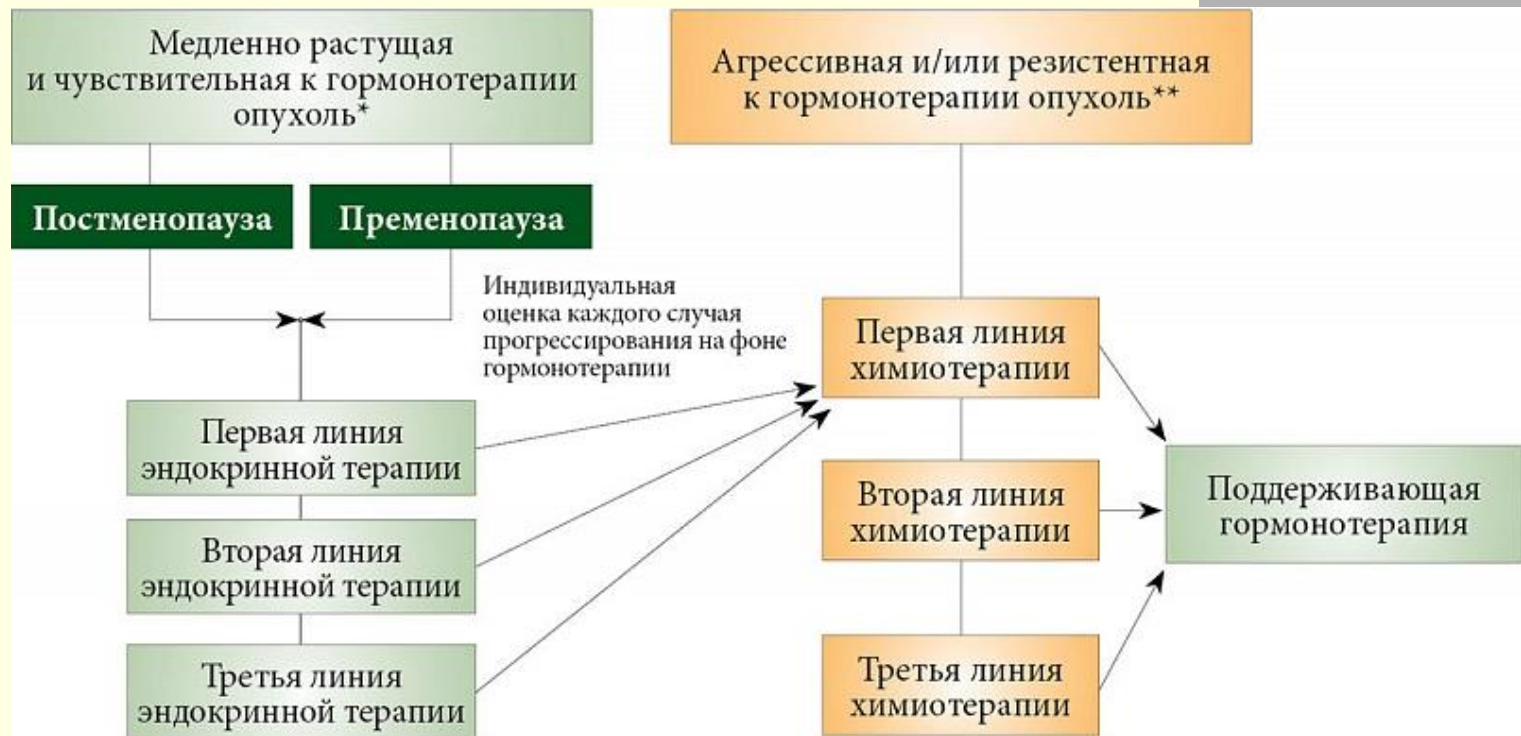 Медленно растущая
и чувствительная к гормонотерапии
опухоль*
Агрессивная и/или резистентная
к гормонотерапии опухоль**
Постменопауза
Пременопауза
Индивидуальная
оценка каждого случая
прогрессирования на фоне
гормонотерапии
Первая линия
эндокринной терапии
Вторая линия
эндокринной терапии
Третья линия
эндокринной терапии
Первая линия
химиотерапии
Вторая линия
химиотерапии
Третья линия
химиотерапии
Поддерживающая
гормонотерапия